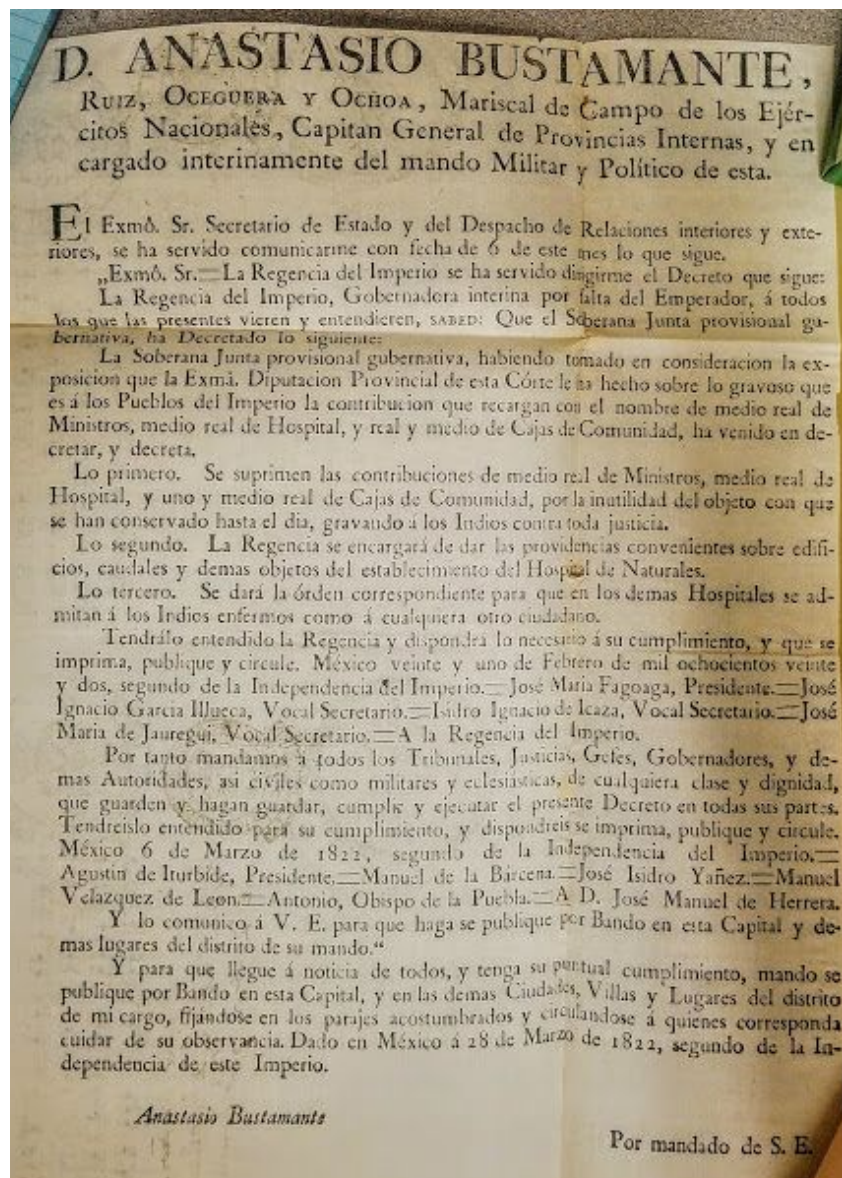 D. ANASTASIO BUSTAMANTE,
RUIZ, OCEGUERA Y OCHOA, Mariscal de Campo de los Ejér-
citos Nacionales, Capitan General de Provincias Internas, y en
cargado interinamente del mando Militar y Político de esta.
El Exmô. Sr. Secretario de Estado y del Despacho de Relaciones interiores y exte-
riores, se ha servido comunicarme con fecha de 6 de este mes lo que sigue.
„Exmô. Sr.=La Regencia del Imperio se ha servido dirigirme el Decreto que sigue:
La Regencia del Imperio, Gobernadora interina por falta del Emperador, á todos
los que las presentes vieren y entendieren, SABED: Que el Soberana Junta provisional gu-
bernativa, ha Decretado lo siguiente:
La Soberana Junta provisional gubernativa, habiendo tomado en consideracion la ex-
posicion que la Exmâ. Diputacion Provincial de esta Córte le ha hecho sobre lo gravoso que
es á los Pueblos del Imperio la contribucion que recargan con el nombre de medio real de
Ministros, medio real de Hospital, y real y medio de Cajas de Comunidad, ha venido en de-
cretar, y decreta.
Lo primero. Se suprimen las contribuciones de medio real de Ministros, medio real de
Hospital, y uno y medio real de Cajas de Comunidad, por la inutilidad del objeto con que
se han conservado hasta el dia, gravando á los Indios contra toda justicia.
Lo segundo. La Regencia se encargará de dar las providencias convenientes sobre edifi-
cios, caudales y demas objetos del establecimiento del Hospital de Naturales.
Lo tercero. Se dará la órden correspondiente para que en los demas Hospitales se ad-
mitan á los Indios enfermos como á cualquiera otro ciudadano.
Tendrálo entendido la Regencia y dispondrá lo necesario á su cumplimiento, y que se
imprima, publique y circule. México veinte y uno de Febrero de mil ochocientos veinte
y dos, segundo de la Independencia del Imperio.=José Maria Fagoaga, Presidente.=José
Ignacio Garcia Illueca, Vocal Secretario.=Isidro Ignacio de Icaza, Vocal Secretario.=José
Maria de Jauregui, Vocal Secretario.=A la Regencia del Imperio.
Por tanto mandamos á todos los Tribunales, Justicias, Gefes, Gobernadores, y de-
mas Autoridades, asi civiles como militares y eclesiásticas, de cualquiera clase y dignidad,
que guarden y hagan guardar, cumplir y ejecutar el presente Decreto en todas sus partes.
Tendreislo entendido para su cumplimiento, y dispondreis se imprima, publique y circule.
México 6 de Marzo de 1822, segundo de la Independencia del Imperio.=
Agustin de Iturbide, Presidente.=Manuel de la Bárcena.=José Isidro Yañez.=Manuel
Velazquez de Leon.=Antonio, Obispo de la Puebla.=A D. José Manuel de Herrera.
Y lo comunico á V. E. para que haga se publique por Bando en esta Capital y de-
mas lugares del distrito de su mando.“
Y para que llegue á noticia de todos, y tenga su puntual cumplimiento, mando se
publique por Bando en esta Capital, y en las demas Ciudades, Villas y Lugares del distrito
de mi cargo, fijándose en los parajes acostumbrados y circulandose á quienes corresponda
cuidar de su observancia. Dado en México á 28 de Marzo de 1822, segundo de la In-
dependencia de este Imperio.
Anastasio Bustamante
Por mandado de S. E.